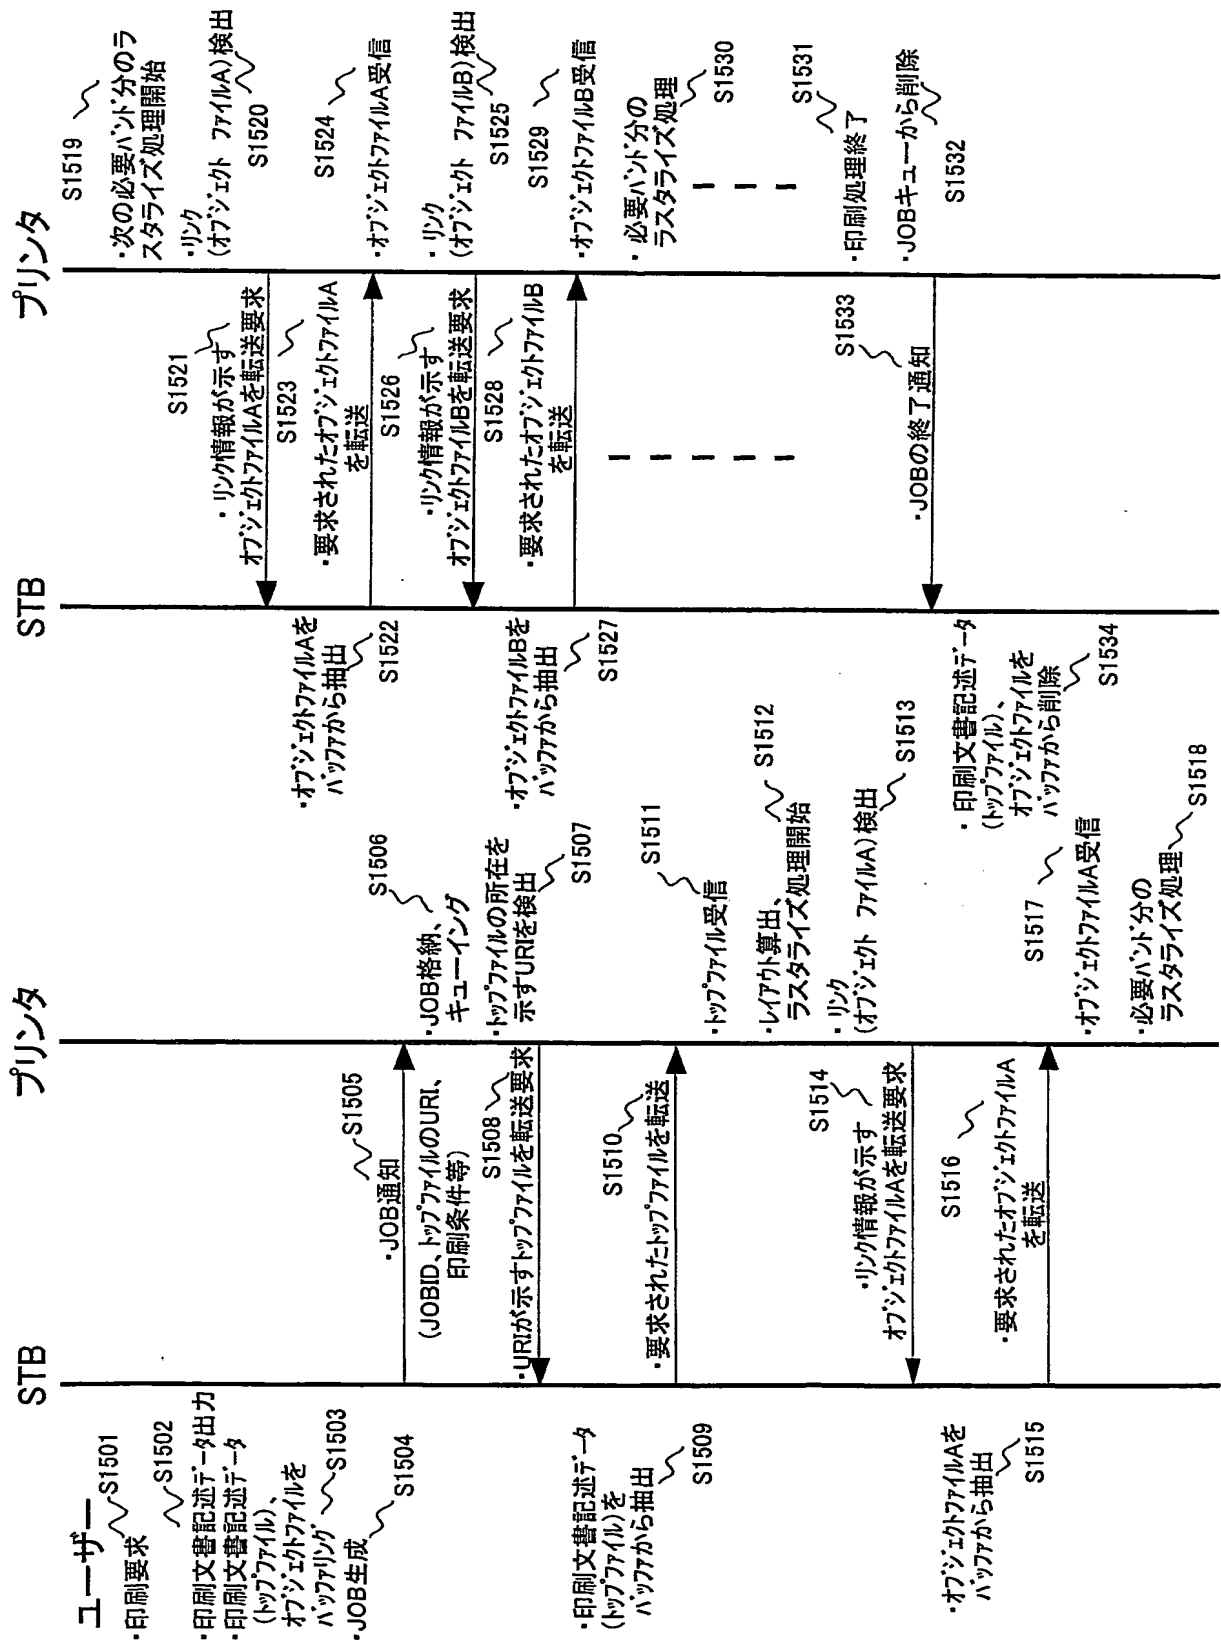 ユーザー
・印刷要求
S1501
S1502
・印刷文書記述データ出力
・印刷文書記述データ
(トップファイル)、
オブジェクトファイルを
バッファリング
S1503
・JOB生成
S1504
・印刷文書記述データ
(トップファイル)を
バッファから抽出
S1509
・オブジェクトファイルAを
バッファから抽出
S1515
STB
プリンタ
・JOB通知
S1505
(JOBID、トップファイルのURI、
印刷条件等)
S1508
・URIが示すトップファイルを転送要求
S1510
・要求されたトップファイルを転送
S1514
・リンク情報が示す
オブジェクトファイルAを転送要求
S1516
・要求されたオブジェクトファイルA
を転送
S1506
・JOB格納、
キューイング
・トップファイルの所在を
示すURIを検出
S1507
S1511
・トップファイル受信
・レイアウト算出、
ラスタライズ処理開始
S1512
・リンク
(オブジェクト ファイルA)検出
S1513
S1517
・オブジェクトファイルA受信
・必要バンド分の
ラスタライズ処理
S1518
STB
プリンタ
・オブジェクトファイルAを
バッファから抽出
S1522
・オブジェクトファイルBを
バッファから抽出
S1527
・印刷文書記述データ
(トップファイル)、
オブジェクトファイルを
バッファから削除
S1534
S1521
・リンク情報が示す
オブジェクトファイルAを転送要求
S1523
・要求されたオブジェクトファイルA
を転送
S1526
・リンク情報が示す
オブジェクトファイルBを転送要求
S1528
・要求されたオブジェクトファイルB
を転送
S1533
・JOBの終了通知
S1519
・次の必要バンド分のラ
スタライズ処理開始
・リンク
(オブジェクト ファイルA)検出
S1520
S1524
・オブジェクトファイルA受信
・リンク
(オブジェクト ファイルB)検出
S1525
S1529
・オブジェクトファイルB受信
・必要バンド分の
ラスタライズ処理
S1530
S1531
・印刷処理終了
・JOBキューから削除
S1532